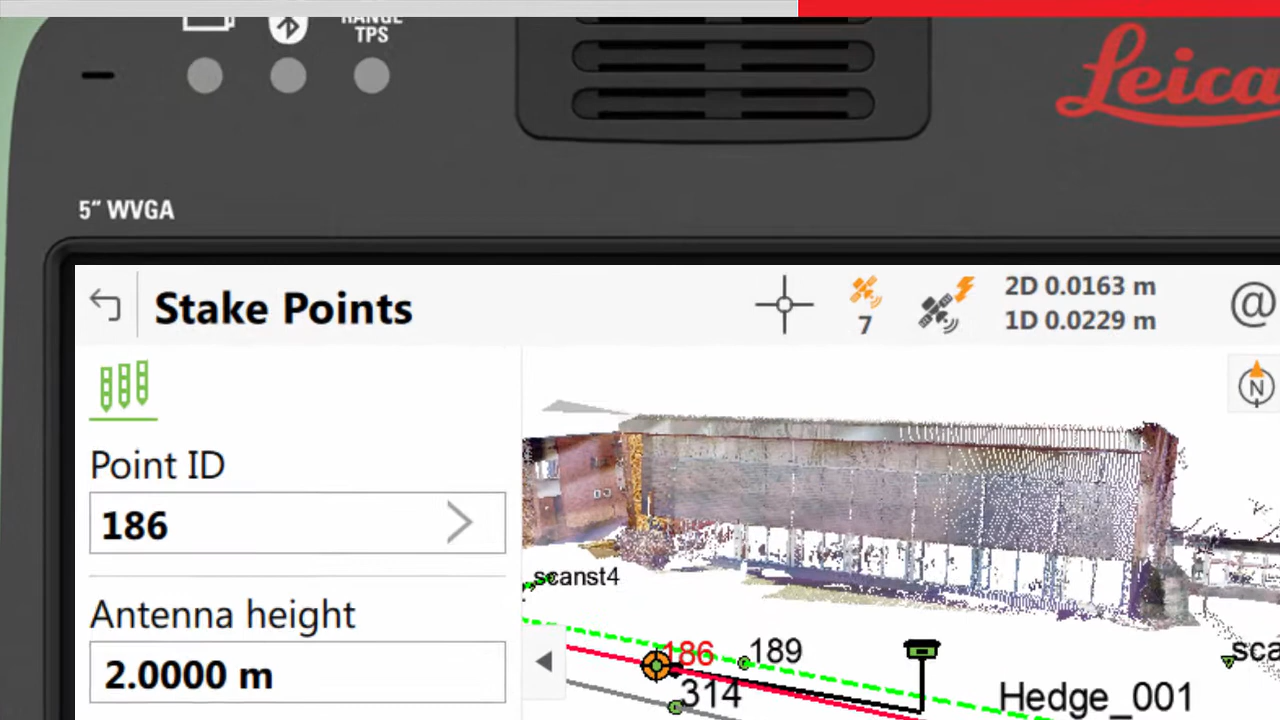 RANGE
TPS
Leica
5” WVGA
Stake Points
7
2D 0.0163 m
1D 0.0229 m
@
N
Point ID
186
Antenna height
2.0000 m
scanst4
186
189
314
Hedge_001
sca